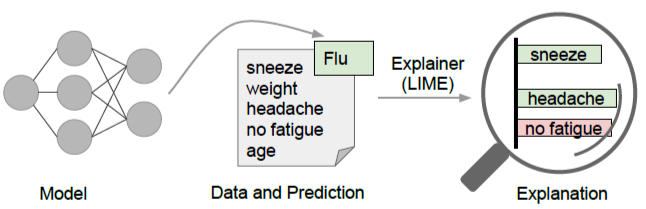 Flu
sneeze
weight
headache
no fatigue
age
Explainer
(LIME)
sneeze
headache
no fatigue
Model
Data and Prediction
Explanation